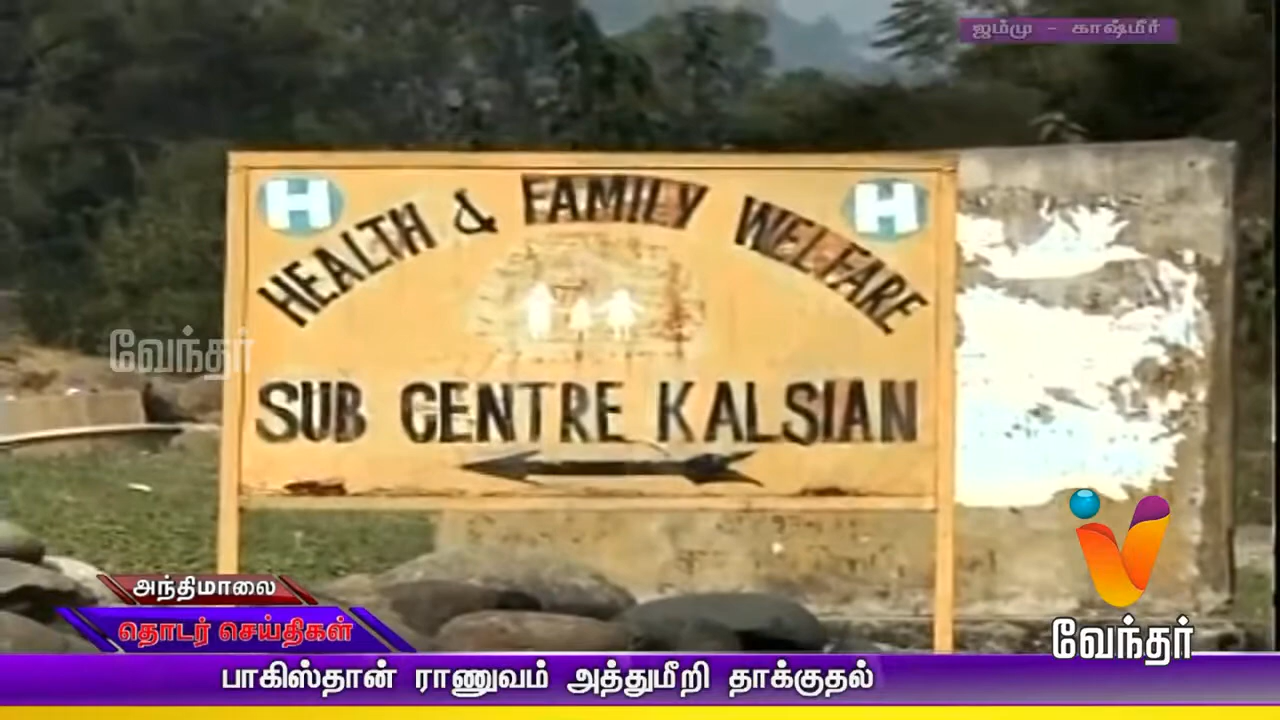 ஜம்மு - காஷ்மீர்
H H
HEALTH & FAMILY WELFARE
SUB CENTRE KALSIAN
வேந்தர்
அந்திமாலை
தொடர் செய்திகள்
வேந்தர்
பாகிஸ்தான் ராணுவம் அத்துமீறி தாக்குதல்